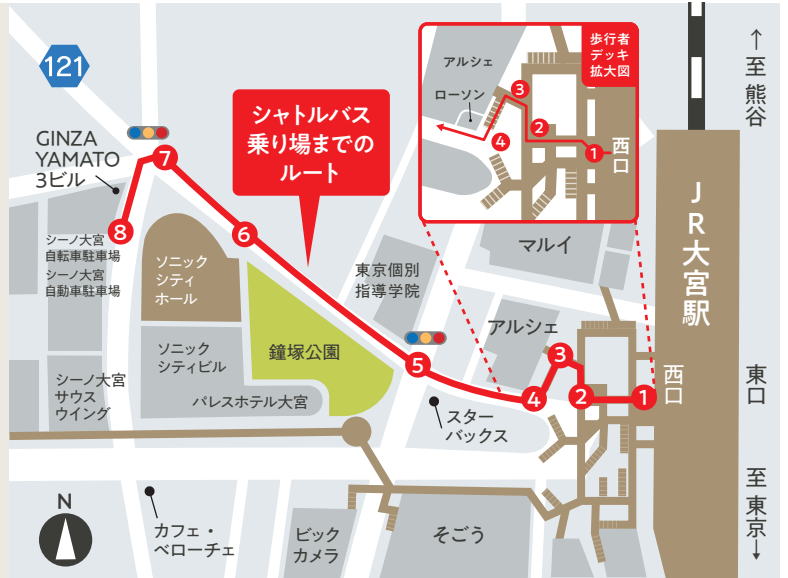 121
GINZA
YAMATO
3ビル
シャトルバス
乗り場までの
ルート
アルシェ
ローソン
歩行者
デッキ
拡大図
3
2
4
1
西口
↑至 熊谷
JR大宮駅
7
8
6
シーノ大宮
自転車駐車場
シーノ大宮
自動車駐車場
ソニック
シティ
ホール
東京個別
指導学院
マルイ
アルシェ
鐘塚公園
ソニック
シティビル
パレスホテル大宮
シーノ大宮
サウス
ウイング
5
4
3
2
1
西口
東口
スター
バックス
カフェ・
ベローチェ
ビック
カメラ
そごう
至 東京↓
N